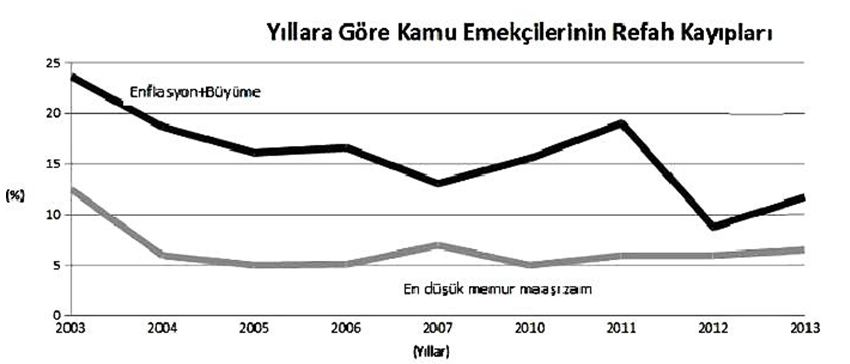 Yıllara Göre Kamu Emekçilerinin Refah Kayıpları
25
Enflasyon+Büyüme
20
15
(%)
10
5
En düşük memur maaşı zam
0
2003 2004 2005 2006 2007 2010 2011 2012 2013
(Yıllar)